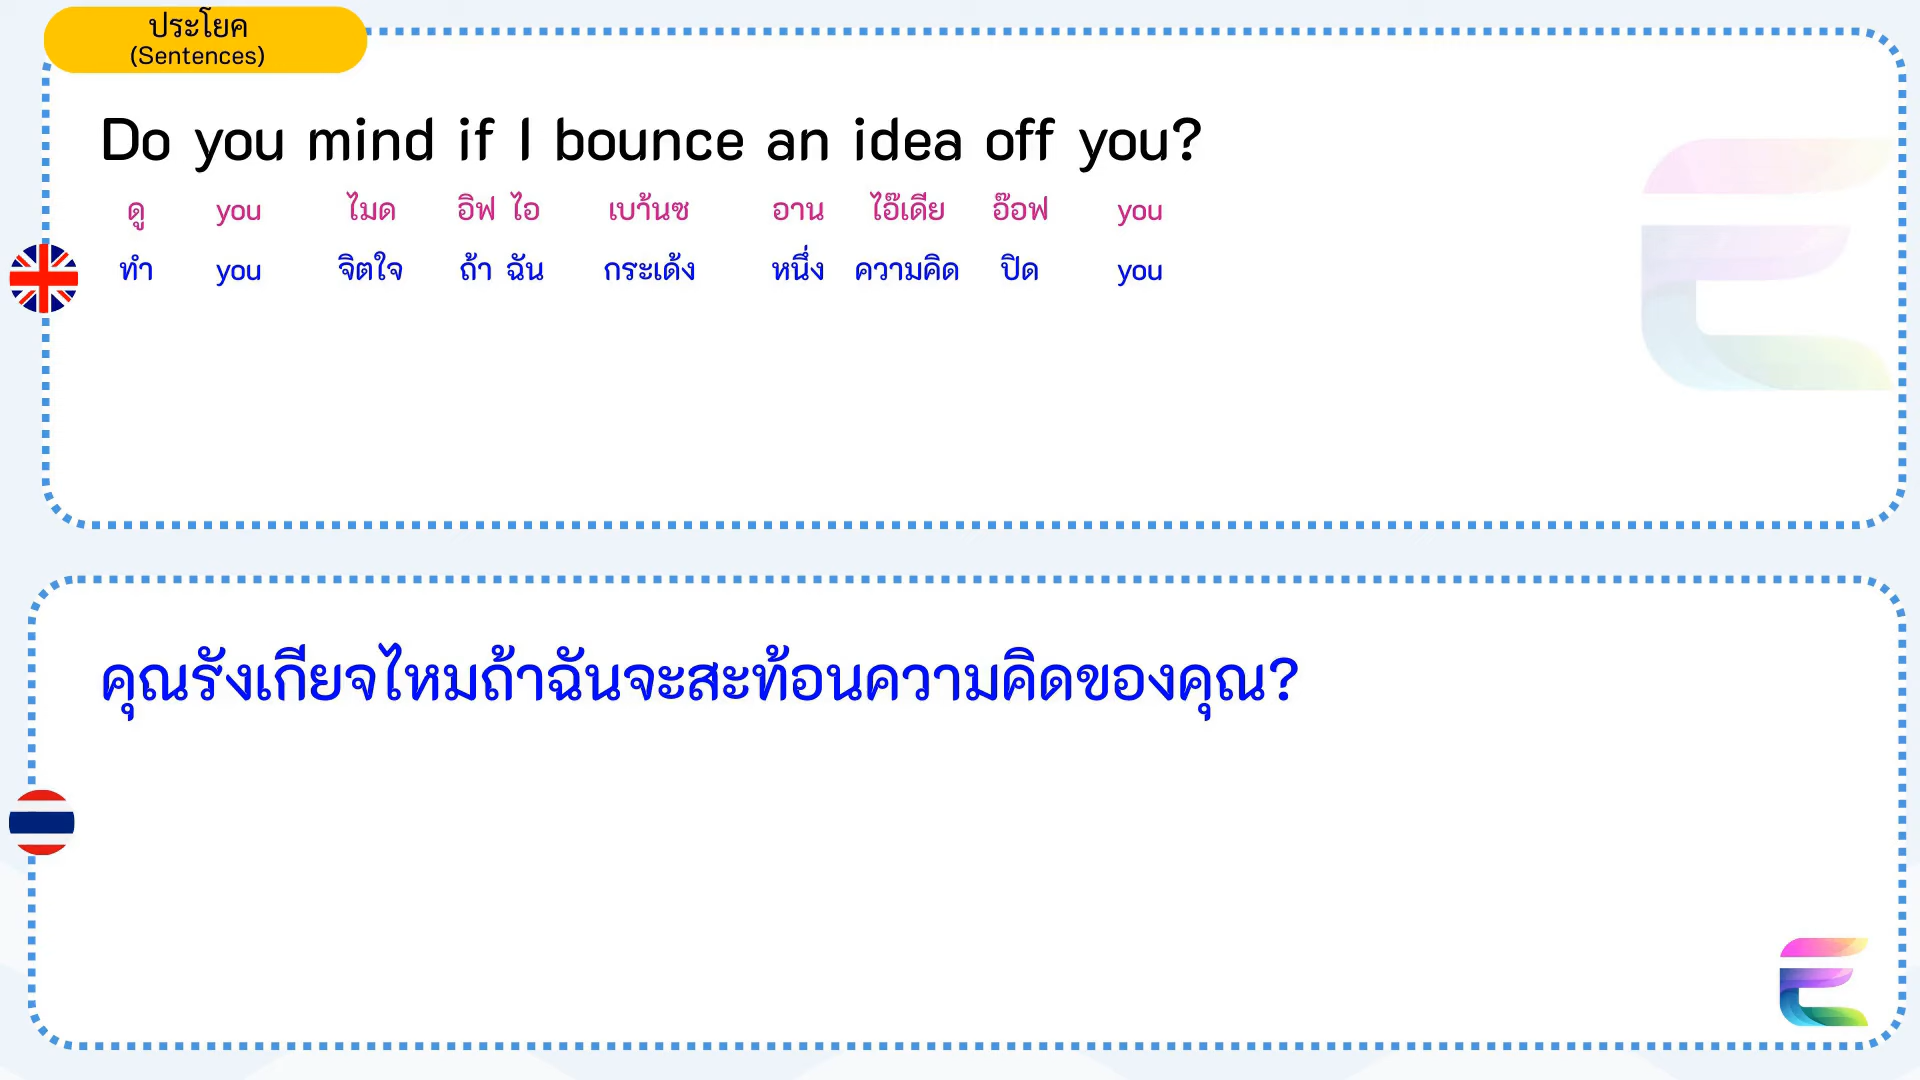 ประโยค
(Sentences)
Do you mind if I bounce an idea off you?
ดู you ไมด อิฟ ไอ เบา้นซ อาน ไอ๊เดีย อ๊อฟ you
ทำ you จิตใจ ถ้า ฉัน กระเด้ง หนึ่ง ความคิด ปิด you
คุณรังเกียจไหมถ้าฉันจะสะท้อนความคิดของคุณ?